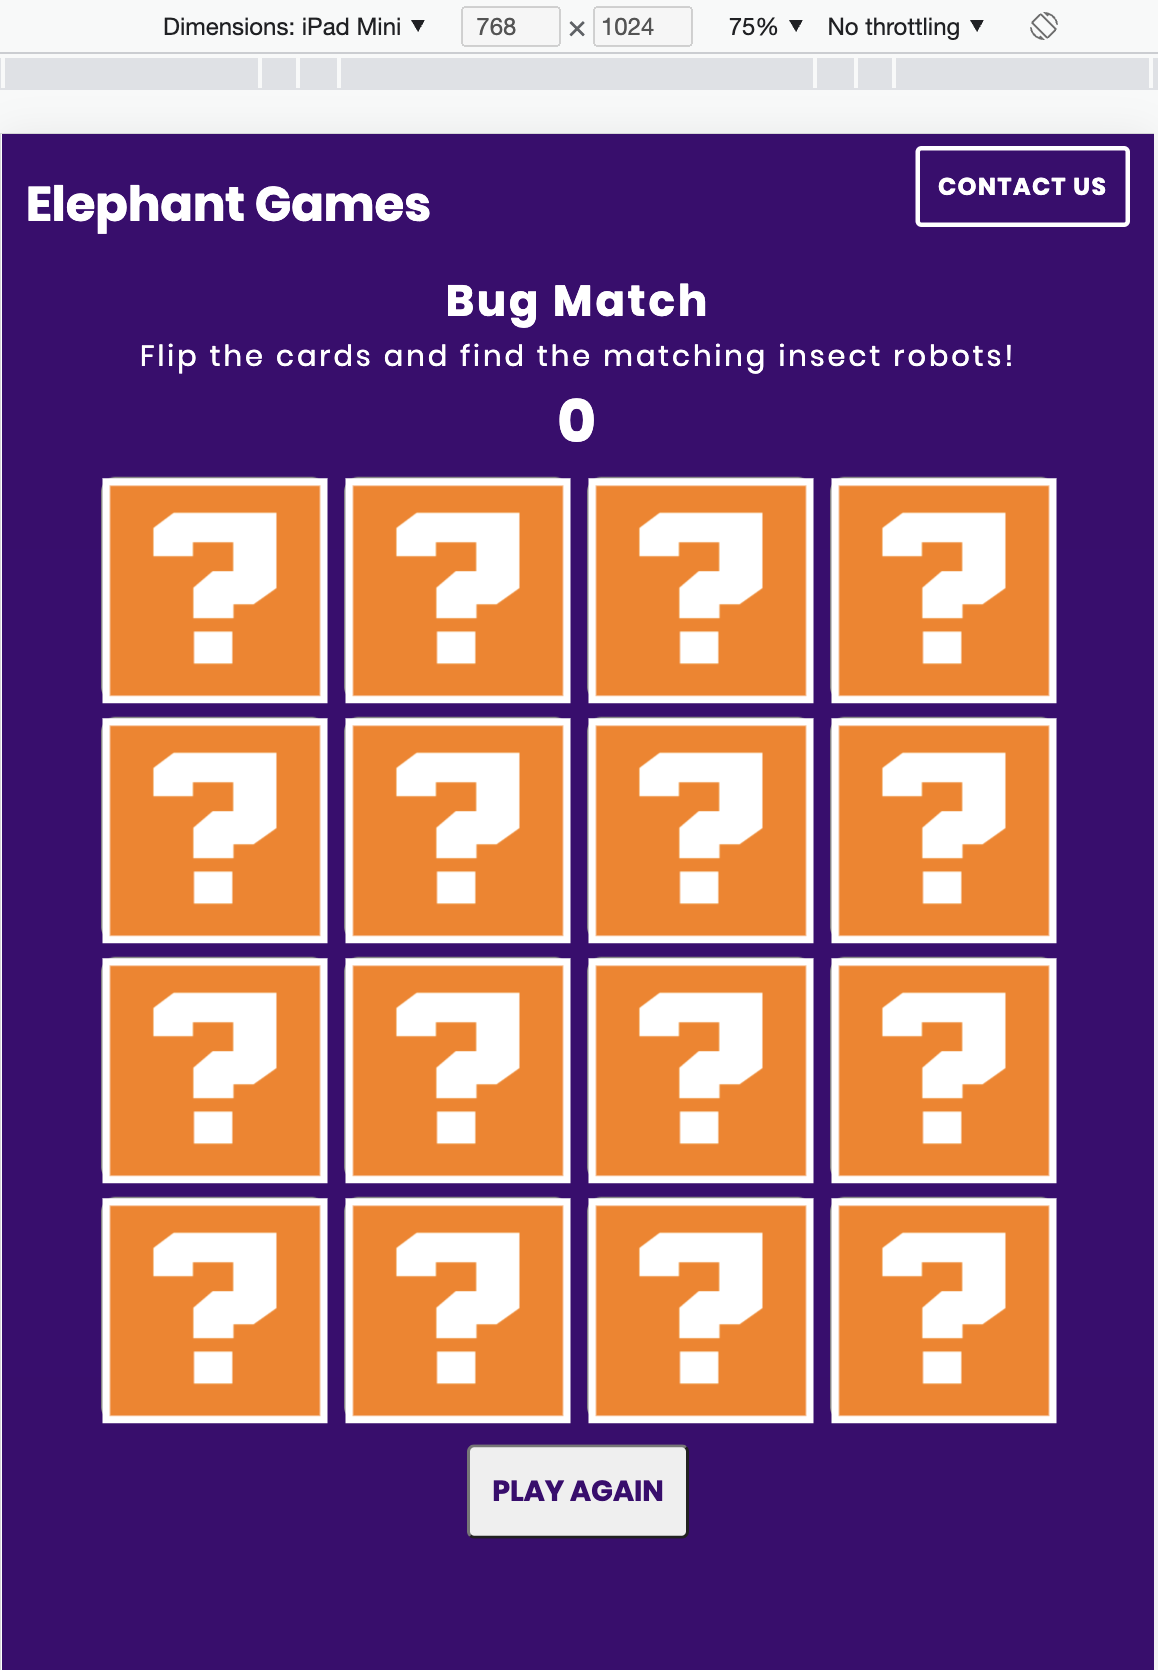 Dimensions: iPad Mini ▼ 768 × 1024 75% ▼ No throttling ▼
Elephant Games
CONTACT US
Bug Match
Flip the cards and find the matching insect robots!
0
? ? ? ?
? ? ? ?
? ? ? ?
? ? ? ?
PLAY AGAIN